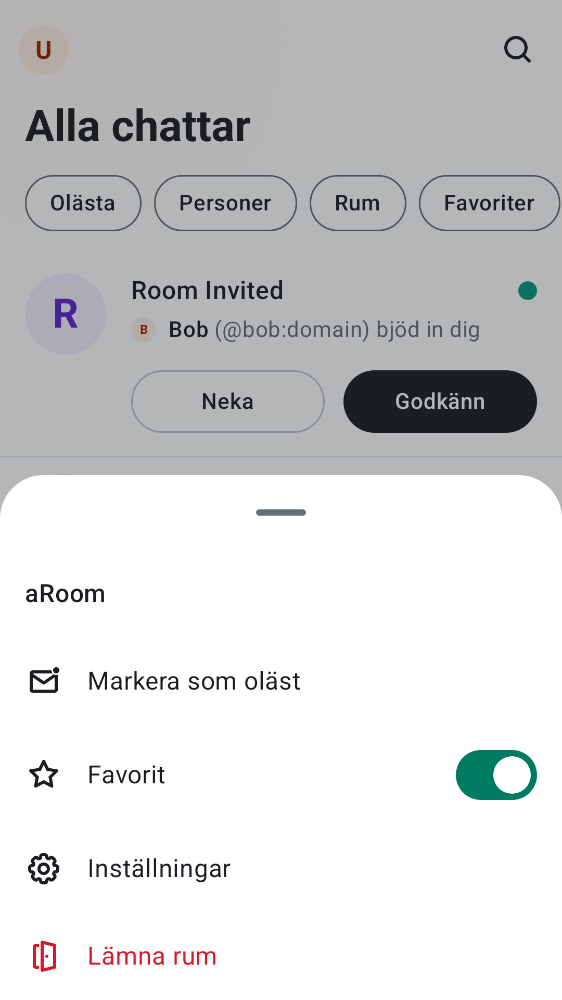 U
Alla chattar
Olästa Personer Rum Favoriter
R
Room Invited
B Bob (@bob:domain) bjöd in dig
Neka Godkänn
aRoom
Markera som oläst
Favorit
Inställningar
Lämna rum